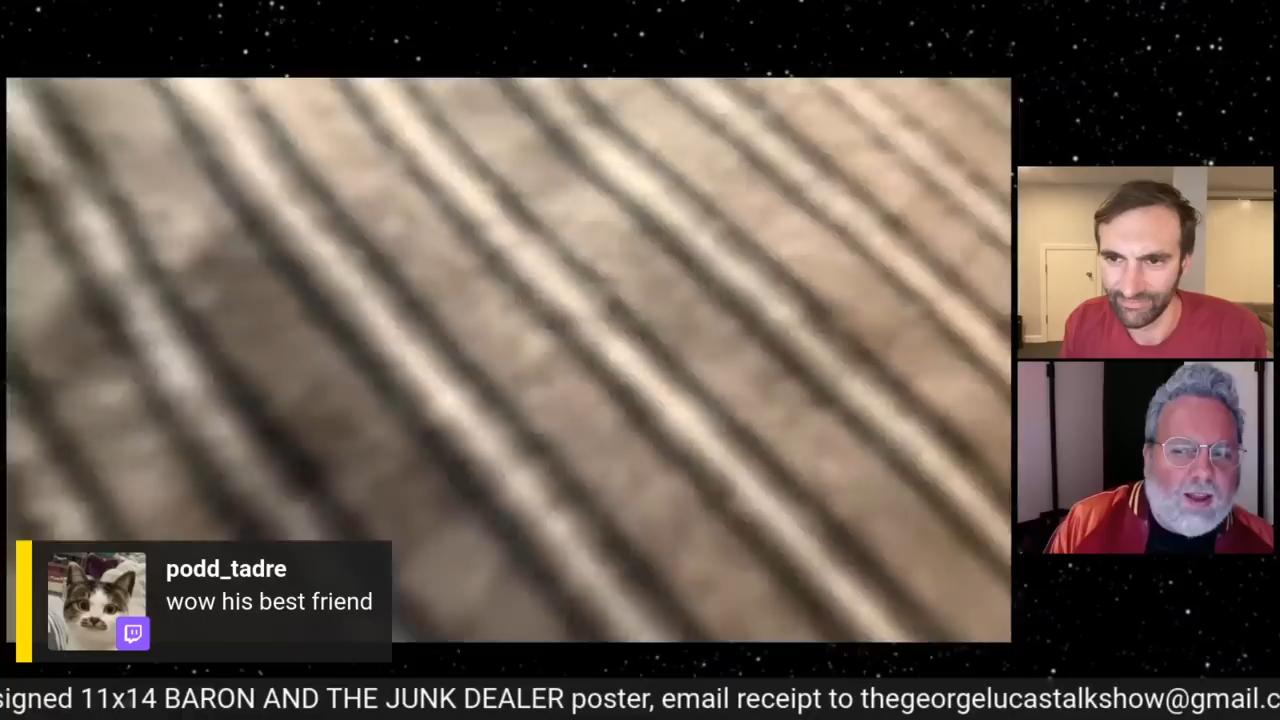 podd_tadre
wow his best friend
signed 11x14 BARON AND THE JUNK DEALER poster, email receipt to thegeorgelucastalkshow@gmail.c